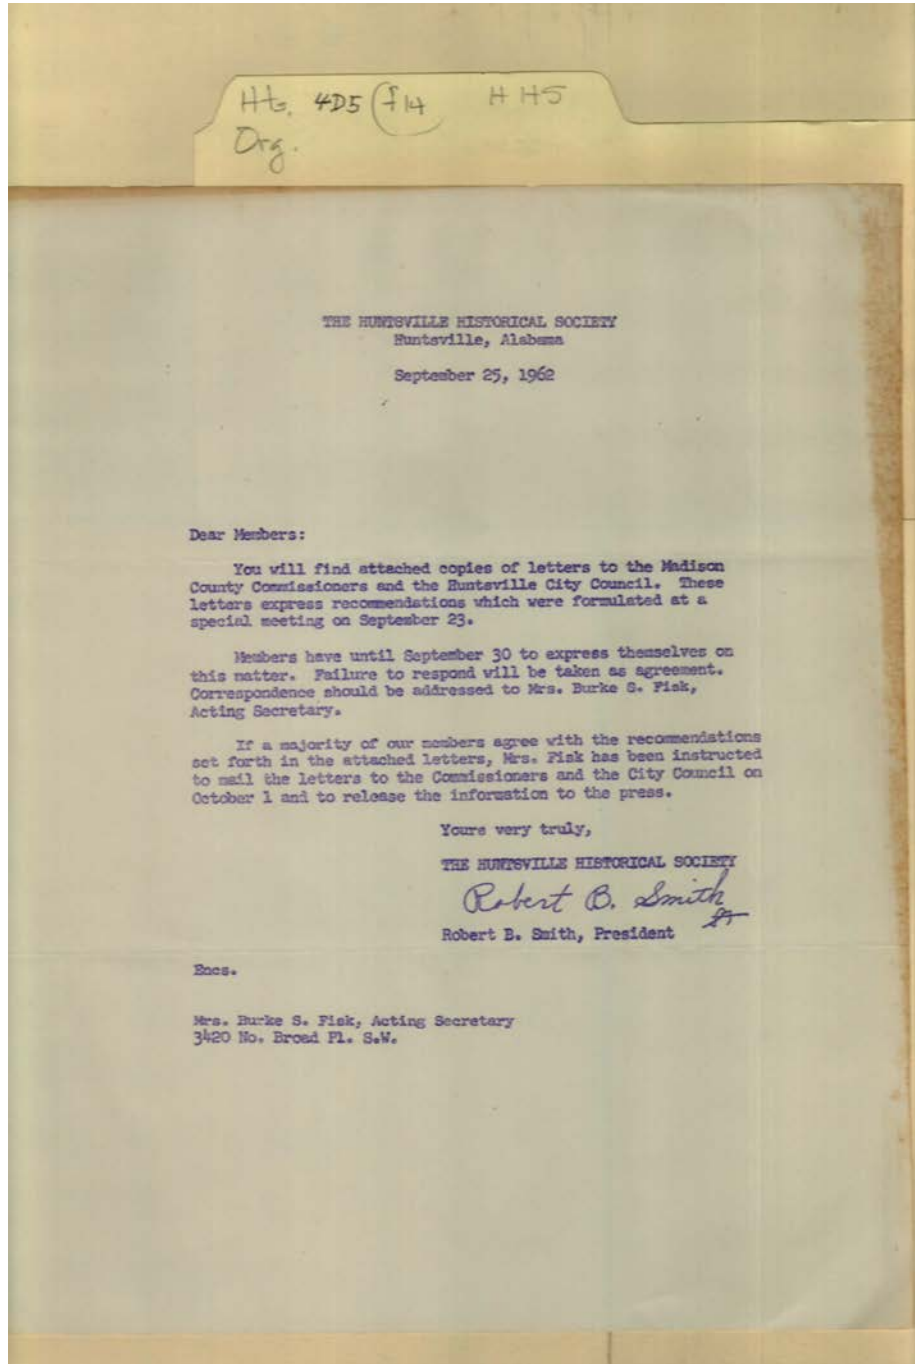 Hts. 4D5 (f14 HHS
Org.
THE HUNTSVILLE HISTORICAL SOCIETY
Huntsville, Alabama
September 25, 1962
Dear Members:
You will find attached copies of letters to the Madison
County Commissioners and the Huntsville City Council. These
letters express recommendations which were formulated at a
special meeting on September 23.
Members have until September 30 to express themselves on
this matter. Failure to respond will be taken as agreement.
Correspondence should be addressed to Mrs. Burke S. Fisk,
Acting Secretary.
If a majority of our members agree with the recommendations
set forth in the attached letters, Mrs. Fisk has been instructed
to mail the letters to the Commissioners and the City Council on
October 1 and to release the information to the press.
Yours very truly,
THE HUNTSVILLE HISTORICAL SOCIETY
Robert B. Smith
Robert B. Smith, President
Encs.
Mrs. Burke S. Fisk, Acting Secretary
3420 No. Broad Pl. S.W.